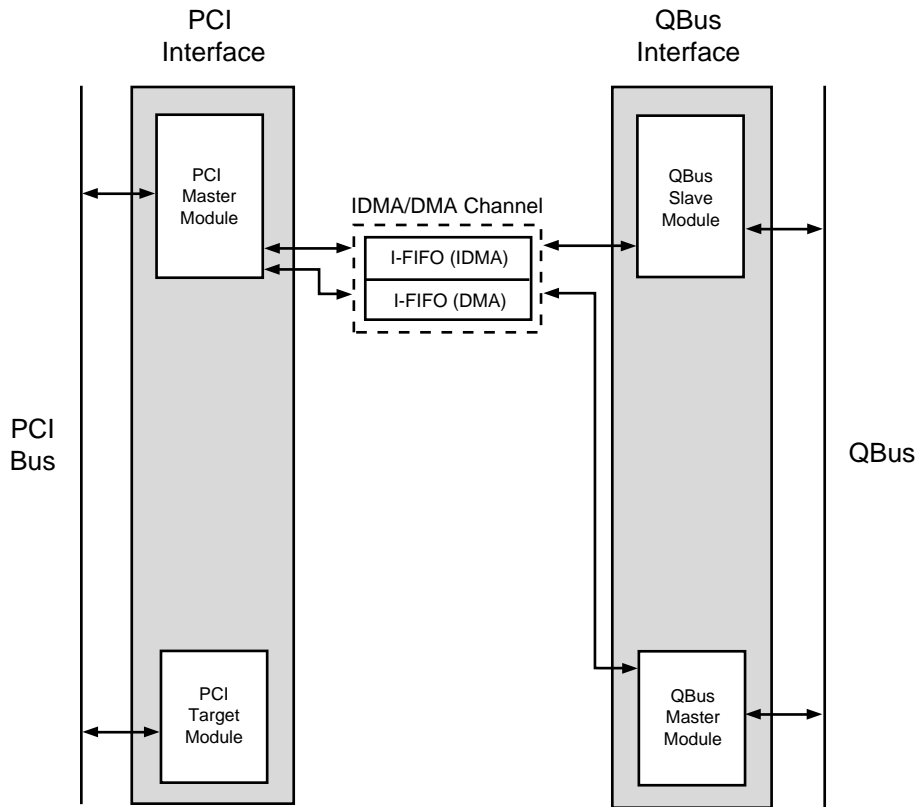 PCI
Interface
QBus
Interface
PCI
Master
Module
QBus
Slave
Module
IDMA/DMA Channel
I-FIFO (IDMA)
I-FIFO (DMA)
PCI
Bus
QBus
PCI
Target
Module
QBus
Master
Module